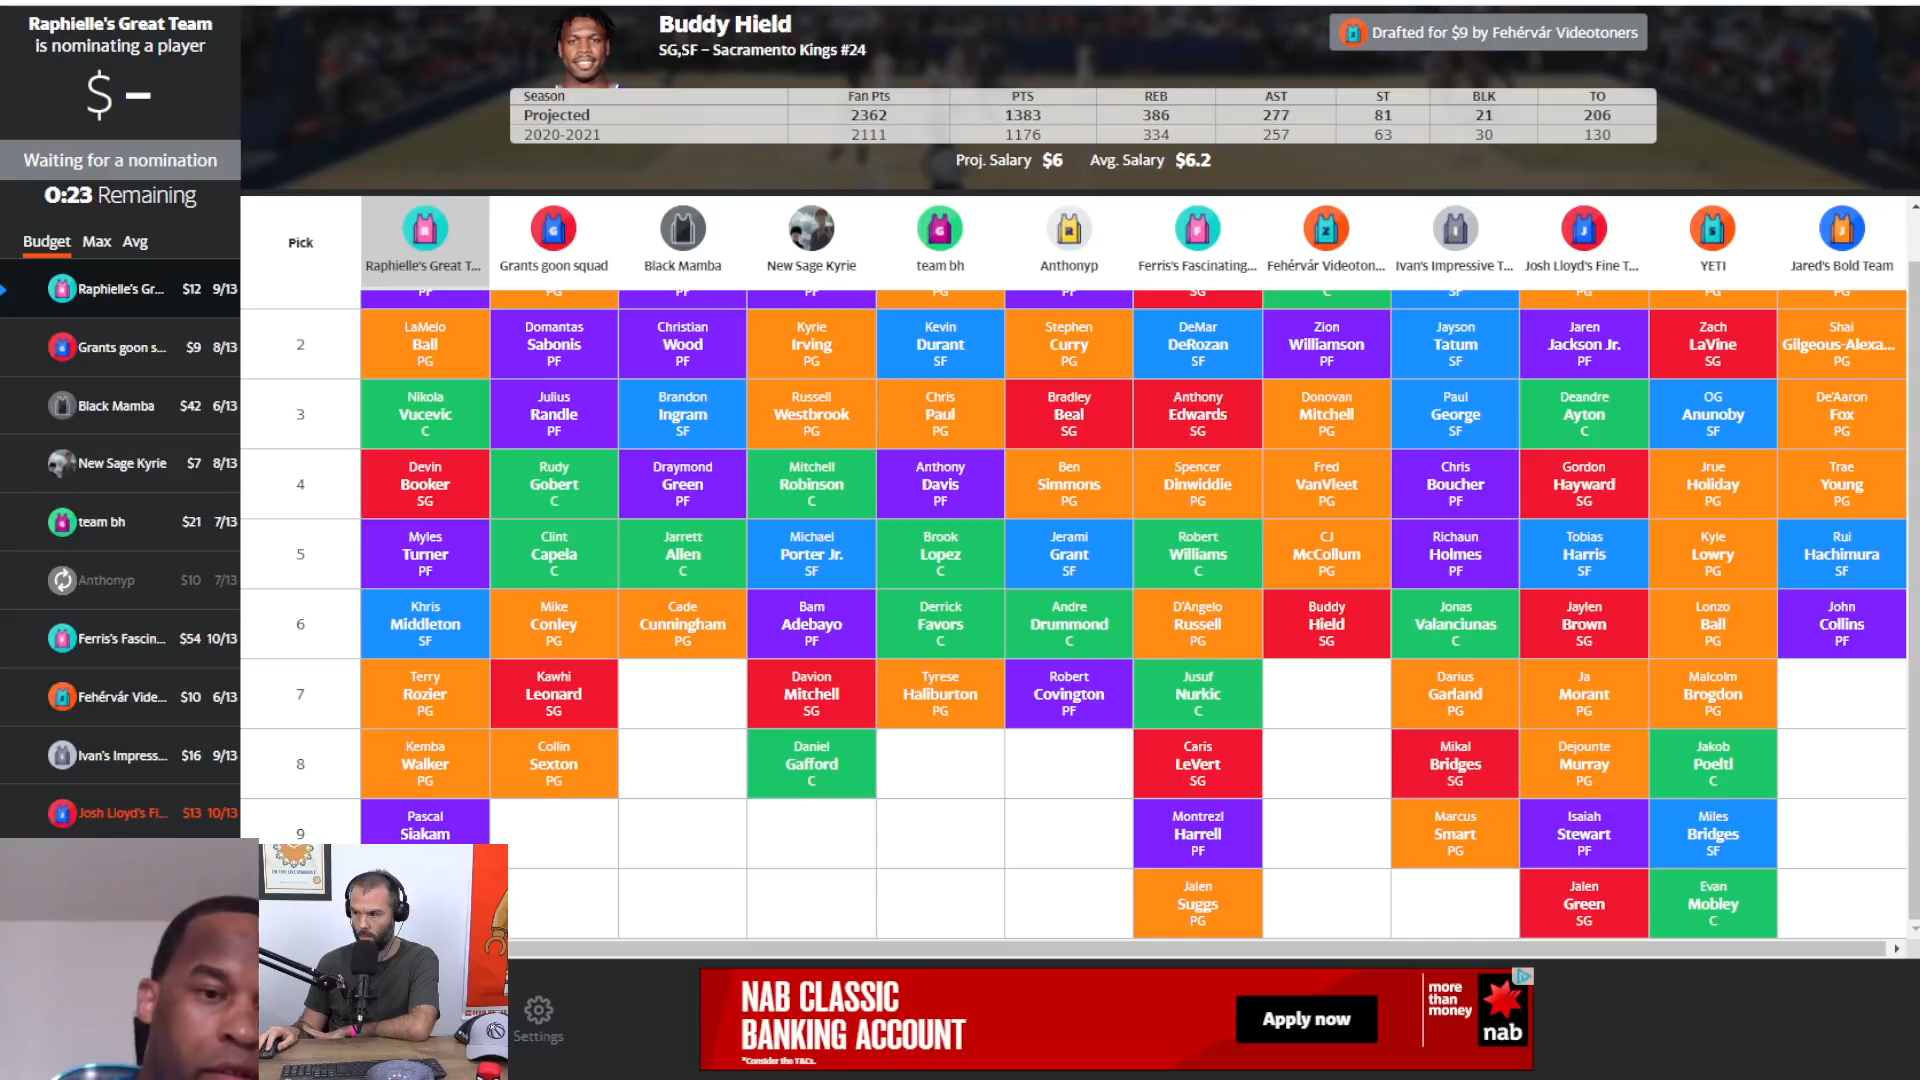 Raphielle's Great Team
is nominating a player
$ –
Waiting for a nomination
0:23 Remaining
Budget Max Avg
Raphielle's Gr... $12 9/13
Grants goon s... $9 8/13
Black Mamba $42 6/13
New Sage Kyrie $7 8/13
team bh $21 7/13
Anthonyp $10 7/13
Ferris's Fascin... $54 10/13
Fehérvár Vide... $10 6/13
Ivan's Impress... $16 9/13
Josh Lloyd's Fi... $13 10/13
Buddy Hield
SG,SF – Sacramento Kings #24
Drafted for $9 by Fehérvár Videotoners
Season Fan Pts PTS REB AST ST BLK TO
Projected 2362 1383 386 277 81 21 206
2020-2021 2111 1176 334 257 63 30 130
Proj. Salary $6 Avg. Salary $6.2
Pick Raphielle's Great T... Grants goon squad Black Mamba New Sage Kyrie team bh Anthonyp Ferris's Fascinating... Fehérvár Videoton... Ivan's Impressive T... Josh Lloyd's Fine T... YETI Jared's Bold Team
PF PG PF PF PG PF SG C SF PG PG PG
LaMelo Domantas Christian Kyrie Kevin Stephen DeMar Zion Jayson Jaren Zach Shai
2 Ball Sabonis Wood Irving Durant Curry DeRozan Williamson Tatum Jackson Jr. LaVine Gilgeous-Alexa...
PG PF PF PG SF PG SF PF SF PF SG PG
Nikola Julius Brandon Russell Chris Bradley Anthony Donovan Paul Deandre OG De'Aaron
3 Vucevic Randle Ingram Westbrook Paul Beal Edwards Mitchell George Ayton Anunoby Fox
C PF SF PG PG SG SG PG SF C SF PG
Devin Rudy Draymond Mitchell Anthony Ben Spencer Fred Chris Gordon Jrue Trae
4 Booker Gobert Green Robinson Davis Simmons Dinwiddie VanVleet Boucher Hayward Holiday Young
SG C PF C PF PG PG PG PF SG PG PG
Myles Clint Jarrett Michael Brook Jerami Robert CJ Richaun Tobias Kyle Rui
5 Turner Capela Allen Porter Jr. Lopez Grant Williams McCollum Holmes Harris Lowry Hachimura
PF C C SF C SF C PG PF SF PG SF
Khris Mike Cade Bam Derrick Andre D'Angelo Buddy Jonas Jaylen Lonzo John
6 Middleton Conley Cunningham Adebayo Favors Drummond Russell Hield Valanciunas Brown Ball Collins
SF PG PG PF C C PG SG C SG PG PF
Terry Kawhi Davion Tyrese Robert Jusuf Darius Ja Malcolm
7 Rozier Leonard Mitchell Haliburton Covington Nurkic Garland Morant Brogdon
PG SG SG PG PF C PG PG PG
Kemba Collin Daniel Caris Mikal Dejounte Jakob
8 Walker Sexton Gafford LeVert Bridges Murray Poeltl
PG PG C SG SG PG C
Pascal Montrezl Marcus Isaiah Miles
9 Siakam Harrell Smart Stewart Bridges
PF PG PF SF
Jalen Jalen Evan
Suggs Green Mobley
PG SG C
Settings
NAB CLASSIC
BANKING ACCOUNT
*Consider the T&Cs.
Apply now
more
than
money
nab